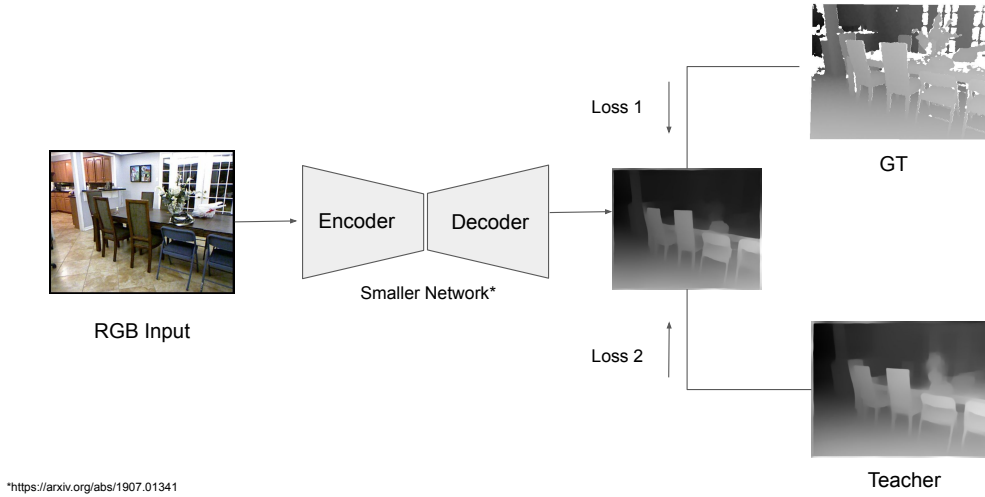 Loss 1
GT
Encoder
Decoder
Smaller Network*
RGB Input
Loss 2
Teacher
*https://arxiv.org/abs/1907.01341